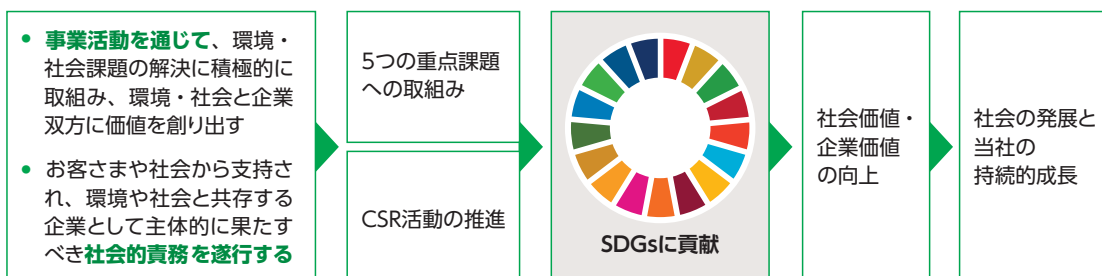 • 事業活動を通じて、環境・
社会課題の解決に積極的に
取組み、環境・社会と企業
双方に価値を創り出す
• お客さまや社会から支持さ
れ、環境や社会と共存する
企業として主体的に果たす
べき社会的責務を遂行する
5つの重点課題
への取組み
CSR活動の推進
SDGsに貢献
社会価値・
企業価値
の向上
社会の発展と
当社の
持続的成長